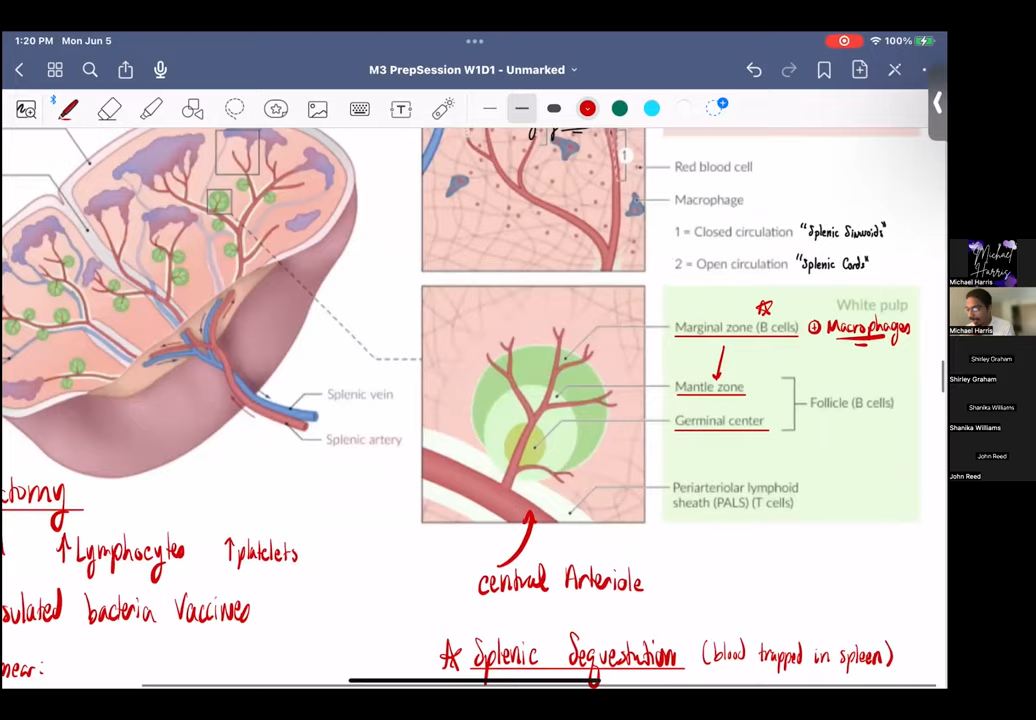 1:20 PM Mon Jun 5
100%
M3 PrepSession W1D1 - Unmarked
Red blood cell
Macrophage
1 = Closed circulation "Splenic Sinusoids"
2 = Open circulation "Splenic Cords"
1
White pulp
Marginal zone (B cells) + Macrophages
Mantle zone
Germinal center
Follicle (B cells)
Periarteriolar lymphoid
sheath (PALS) (T cells)
Splenic vein
Splenic artery
central Arteriole
ctomy
↑Lymphocytes ↑platelets
sulated bacteria Vaccines
mear:
Splenic Sequestration (blood trapped in spleen)
Michael
Harris
Michael Harris
Michael Harris
Shirley Graham
Shirley Graham
Shanika Williams
Shanika Williams
John Reed
John Reed